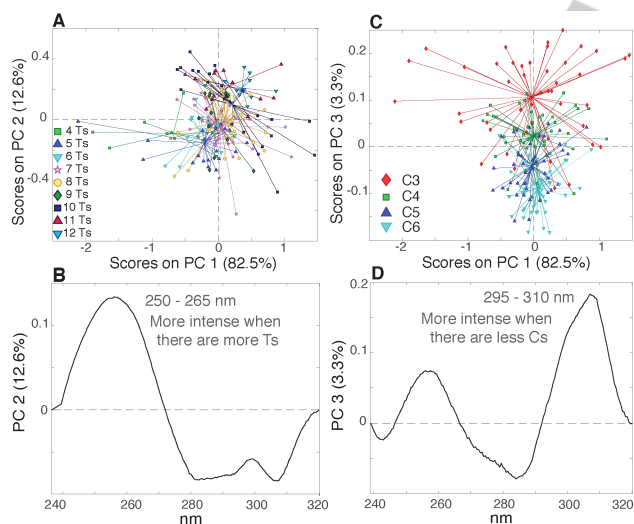 A
Scores on PC 2 (12.6%)
0.4
0
-0.4
4 Ts
5 Ts
6 Ts
7 Ts
8 Ts
9 Ts
10 Ts
11 Ts
12 Ts
-2
-1
0
1
Scores on PC 1 (82.5%)
C
Scores on PC 3 (3.3%)
0.2
0.1
0
-0.1
C3
C4
C5
C6
-2
-1
0
1
Scores on PC 1 (82.5%)
B
PC 2 (12.6%)
0.1
0
250 - 265 nm
More intense when
there are more Ts
240
260
280
300
320
nm
D
PC 3 (3.3%)
0.2
0.1
0
-0.1
295 - 310 nm
More intense when
there are less Cs
240
260
280
300
320
nm